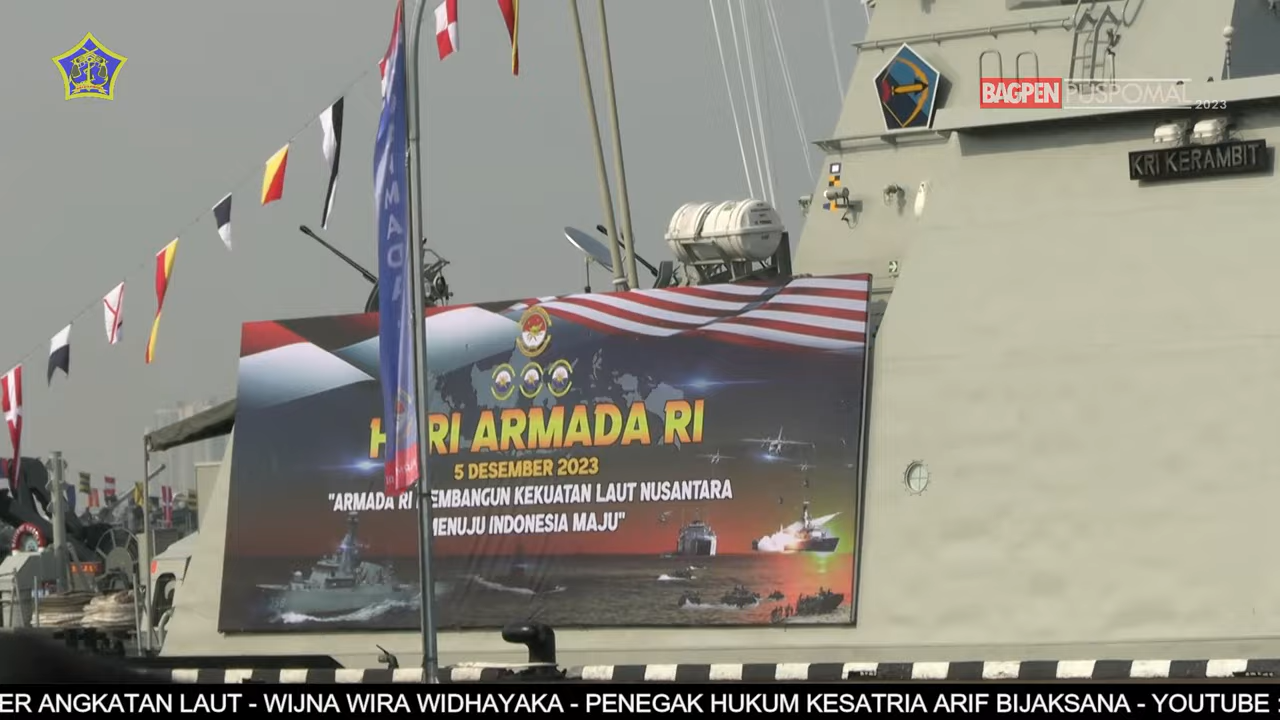 BAGPEN PUSPOMAL
2023
KRI KERAMBIT
ARMADA RI
5 DESEMBER 2023
"ARMADA RI MEMBANGUN KEKUATAN LAUT NUSANTARA
MENUJU INDONESIA MAJU"
ER ANGKATAN LAUT - WIJNA WIRA WIDHAYAKA - PENEGAK HUKUM KESATRIA ARIF BIJAKSANA - YOUTUBE